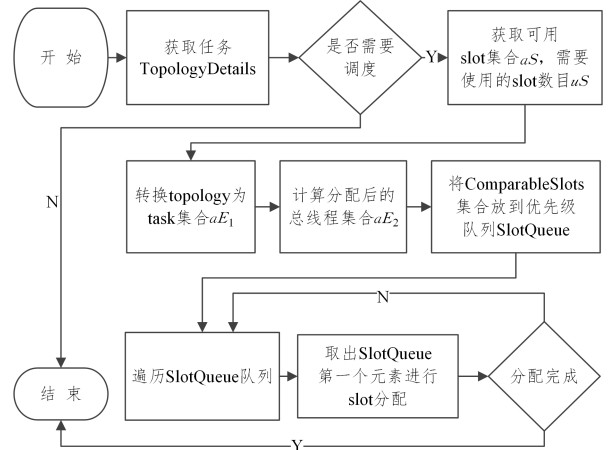 开 始
获取任务
TopologyDetails
是否需要
调度
Y
获取可用
slot集合aS，需要
使用的slot数目uS
N
转换topology为
task集合aE₁
计算分配后的
总线程集合aE₂
将ComparableSlots
集合放到优先级
队列SlotQueue
N
遍历SlotQueue队列
取出SlotQueue
第一个元素进行
slot分配
分配完成
结 束
Y